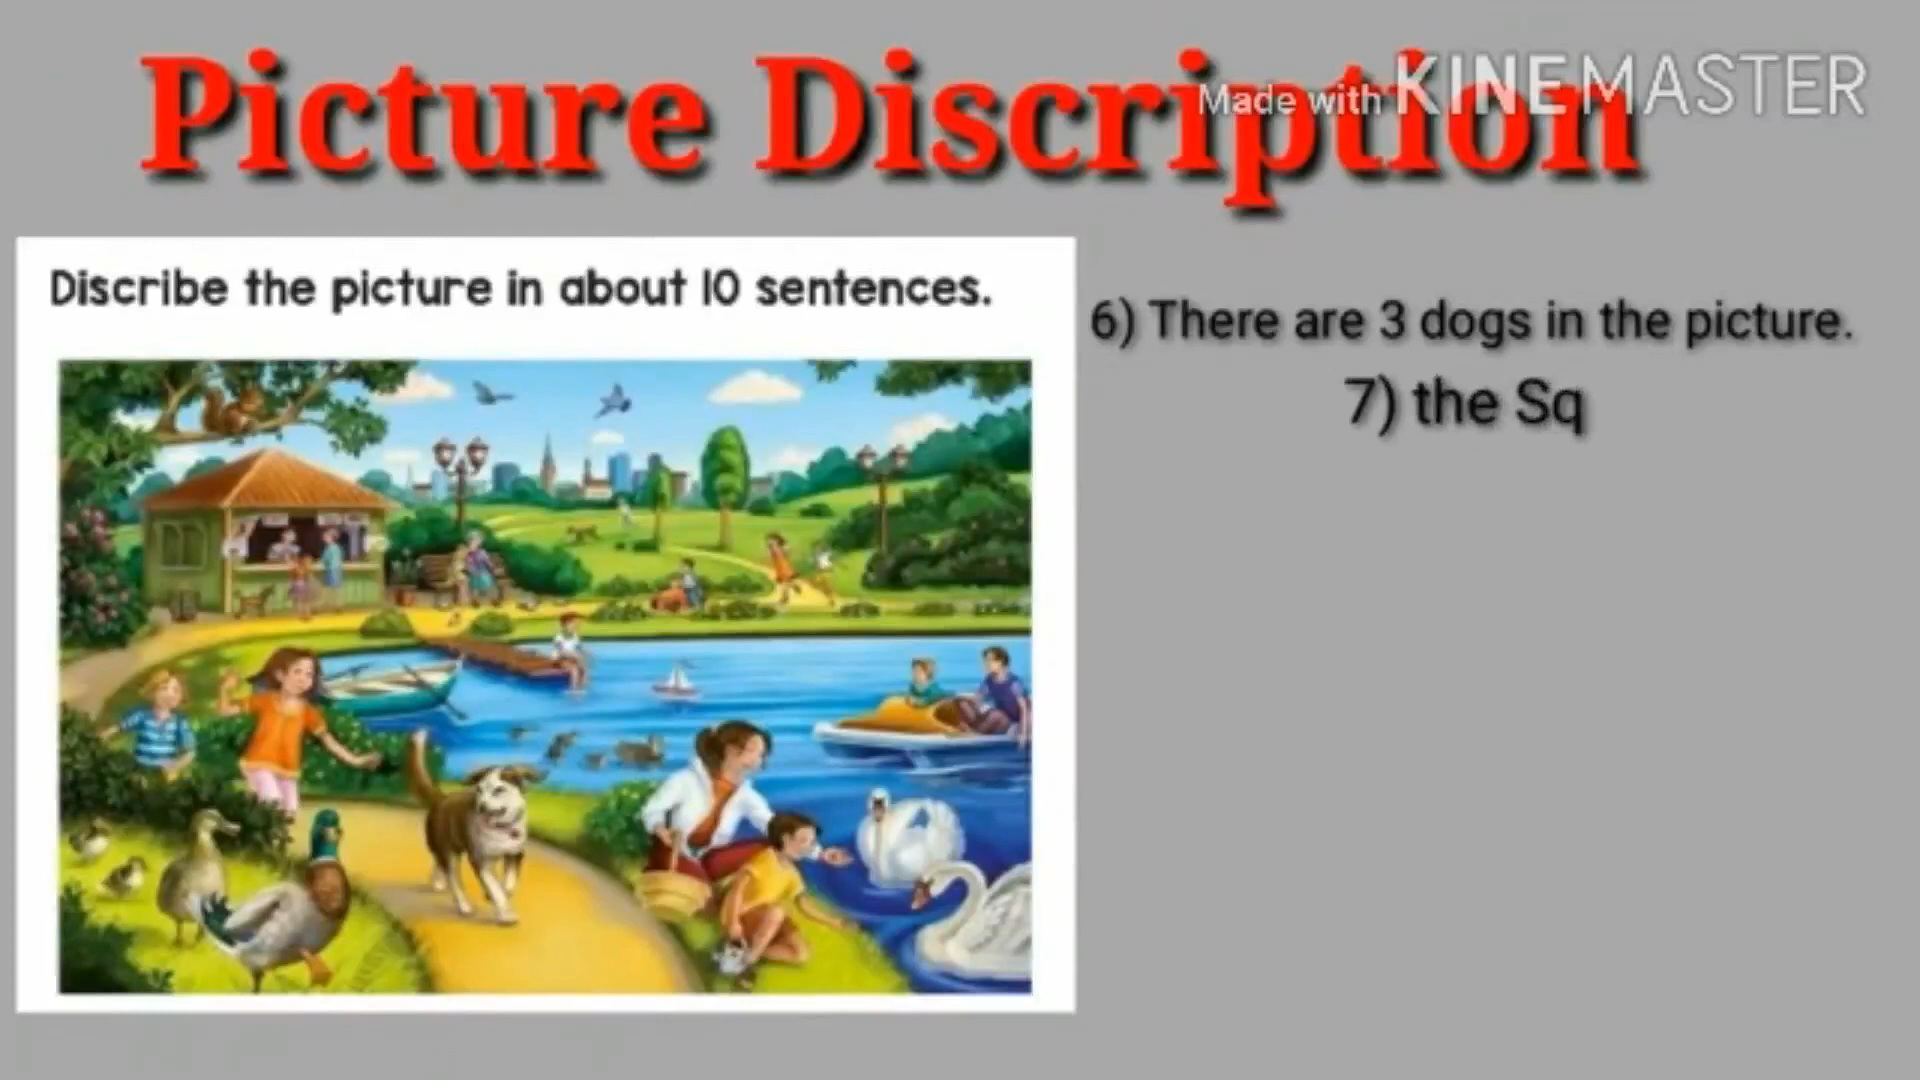 Picture Discription
Made with KINEMASTER
Discribe the picture in about 10 sentences.
6) There are 3 dogs in the picture.
7) the Sq